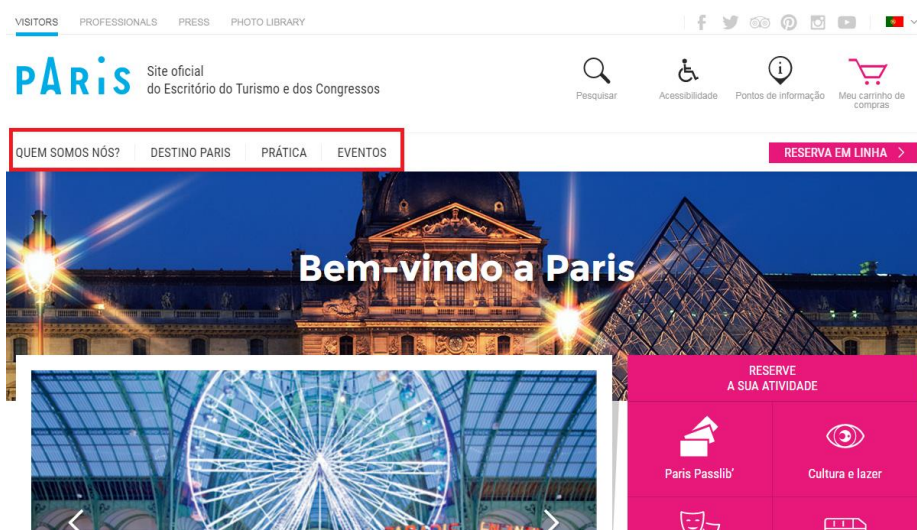 VISITORS PROFESSIONALS PRESS PHOTO LIBRARY
PARIS
Site oficial
do Escritório do Turismo e dos Congressos
Pesquisar
Acessibilidade
Pontos de informação
Meu carrinho de
compras
QUEM SOMOS NÓS? DESTINO PARIS PRÁTICA EVENTOS
RESERVA EM LINHA
Bem-vindo a Paris
RESERVE
A SUA ATIVIDADE
Paris Passlib'
Cultura e lazer